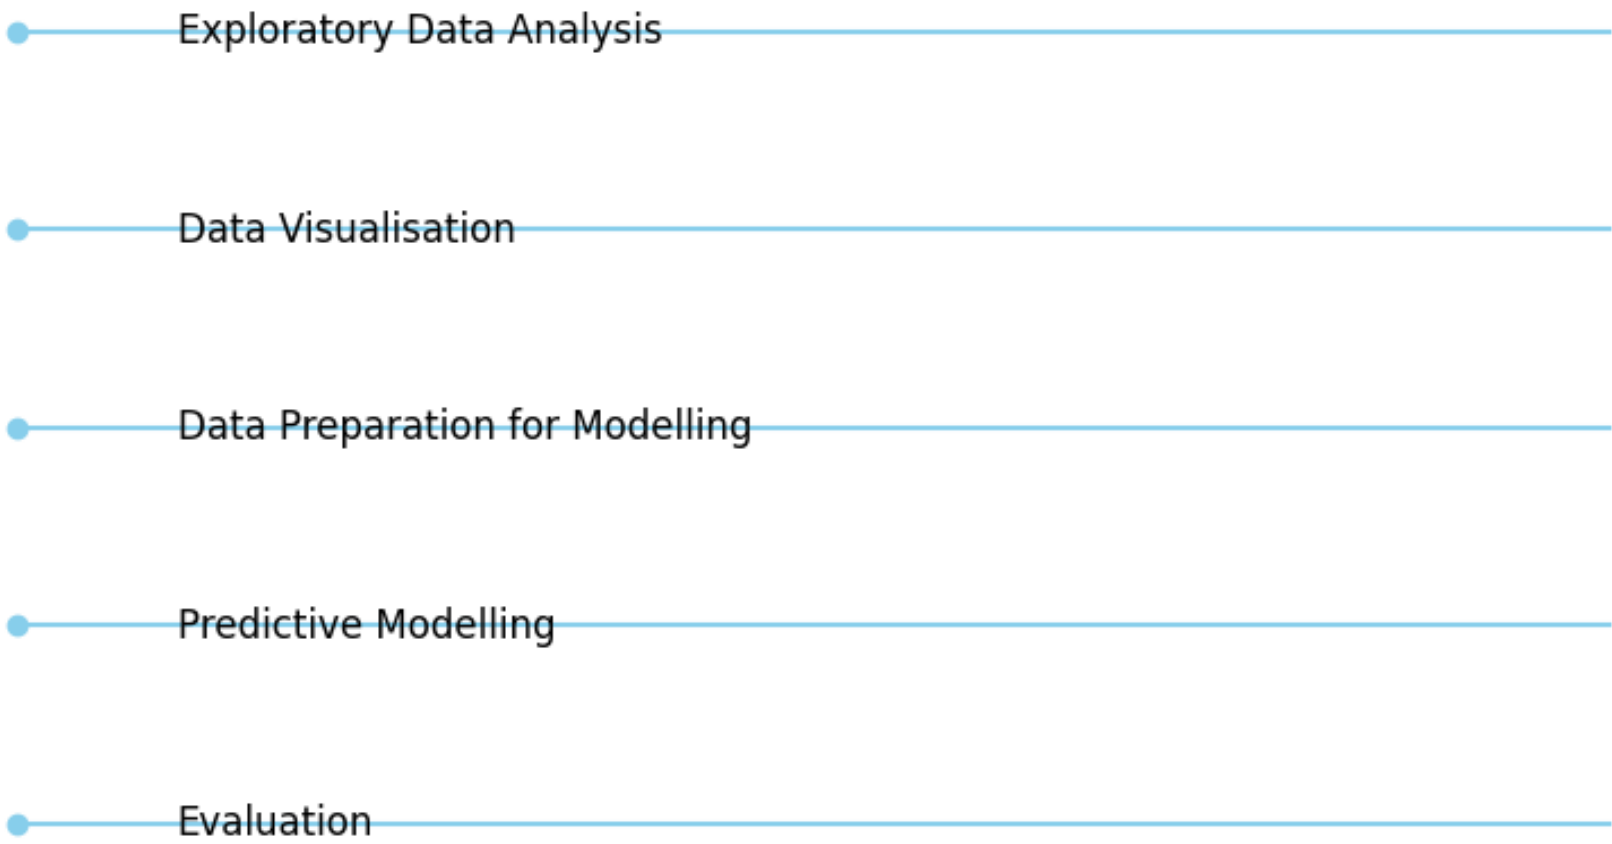 Exploratory Data Analysis
Data Visualisation
Data Preparation for Modelling
Predictive Modelling
Evaluation